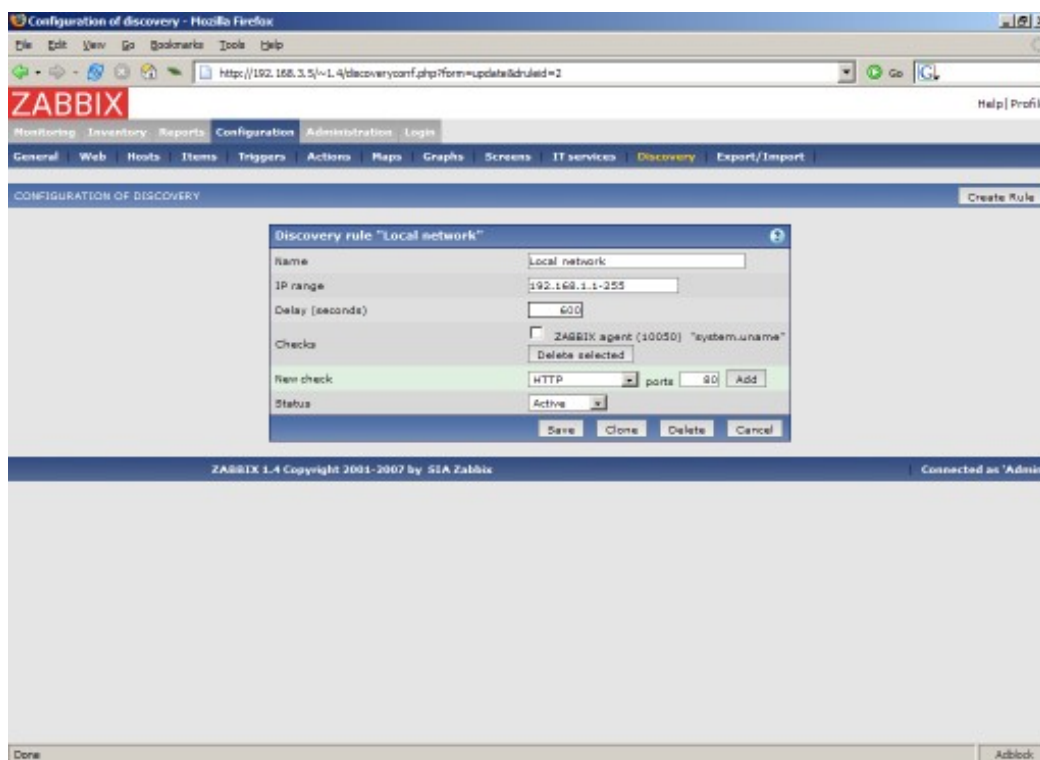 Configuration of discovery - Mozilla Firefox
File Edit View Go Bookmarks Tools Help
http://192.168.3.5/~1.4/discoveryconf.php?form=update&druleid=2 Go
ZABBIX
Help | Profil
Monitoring Inventory Reports Configuration Administration Login
General Web Hosts Items Triggers Actions Maps Graphs Screens IT services Discovery Export/Import
CONFIGURATION OF DISCOVERY Create Rule
Discovery rule "Local network"
Name Local network
IP range 192.168.1.1-255
Delay (seconds) 600
Checks ZABBIX agent (10050) "system.uname"
Delete selected
New check HTTP ports 80 Add
Status Active
Save Clone Delete Cancel
ZABBIX 1.4 Copyright 2001-2007 by SIA Zabbix Connected as 'Admin
Done Adblock